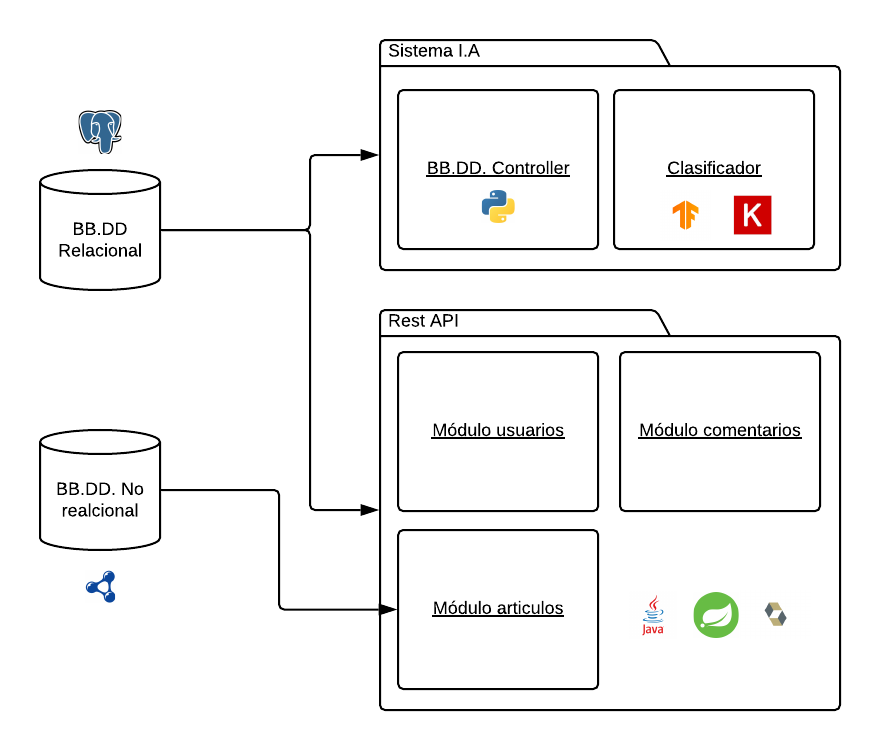 Sistema I.A
BB.DD. Controller
Clasificador
K
BB.DD
Relacional
Rest API
Módulo usuarios
Módulo comentarios
BB.DD. No
realcional
Módulo articulos
Java